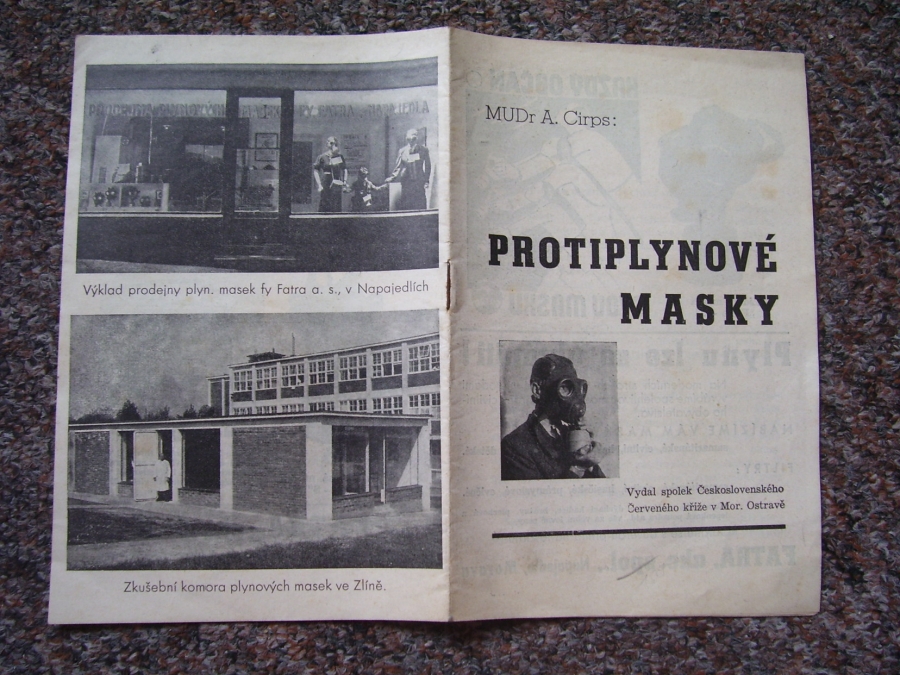 Výklad prodejny plyn. masek fy Fatra a. s., v Napajedlích
Zkušební komora plynových masek ve Zlíně.
MUDr A. Cirps:
PROTIPLYNOVÉ
MASKY
Vydal spolek Československého
Červeného kříže v Mor. Ostravě